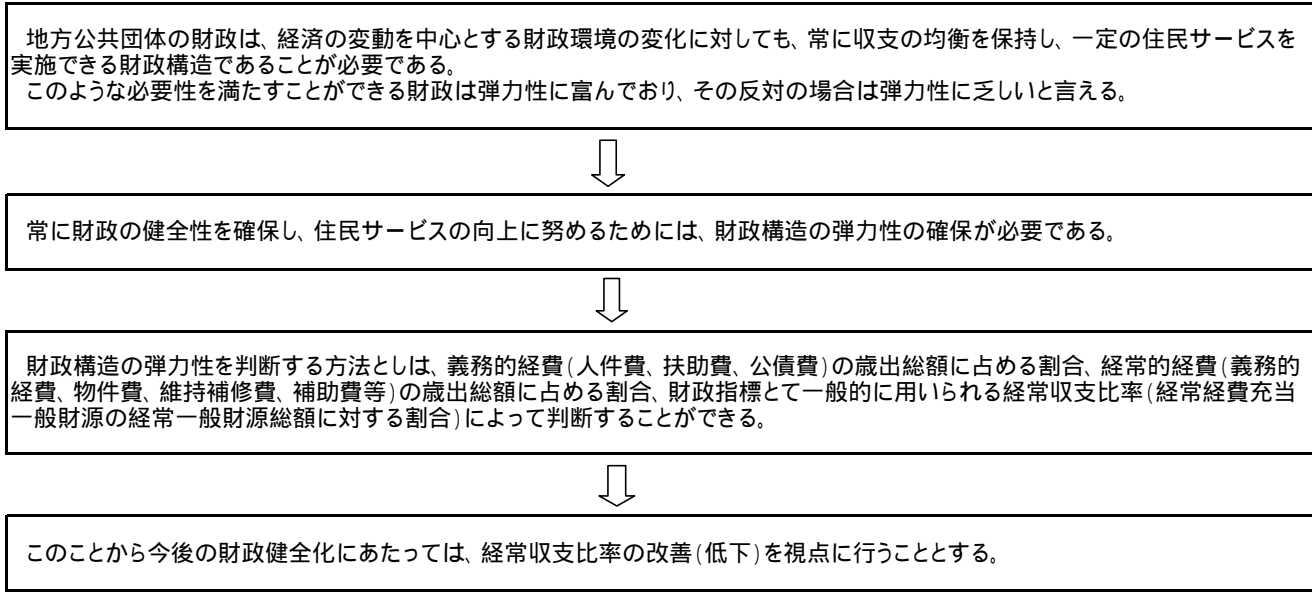 地方公共団体の財政は、経済の変動を中心とする財政環境の変化に対しても、常に収支の均衡を保持し、一定の住民サービスを
実施できる財政構造であることが必要である。
このような必要性を満たすことができる財政は弾力性に富んでおり、その反対の場合は弾力性に乏しいと言える。
常に財政の健全性を確保し、住民サービスの向上に努めるためには、財政構造の弾力性の確保が必要である。
財政構造の弾力性を判断する方法としは、義務的経費(人件費、扶助費、公債費)の歳出総額に占める割合、経常的経費(義務的
経費、物件費、維持補修費、補助費等)の歳出総額に占める割合、財政指標とて一般的に用いられる経常収支比率(経常経費充当
一般財源の経常一般財源総額に対する割合)によって判断することができる。
このことから今後の財政健全化にあたっては、経常収支比率の改善(低下)を視点に行うこととする。